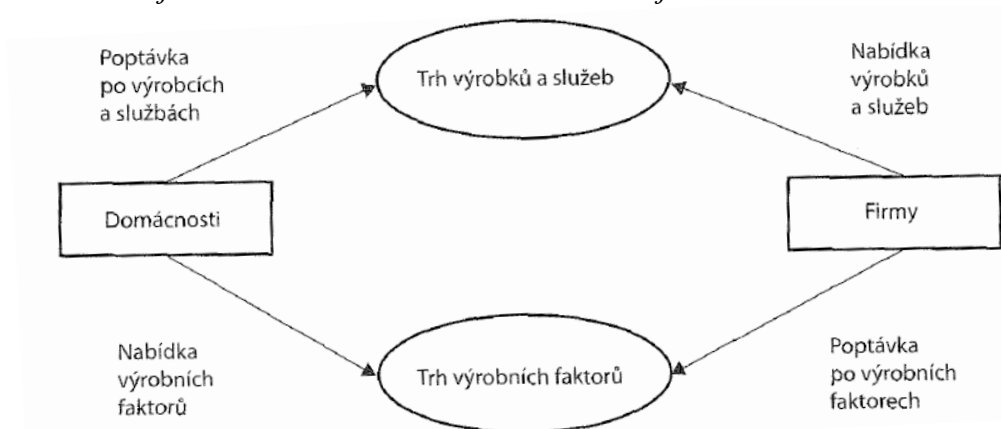 Poptávka
po výrobcích
a službách
Trh výrobků a služeb
Nabídka
výrobků
a služeb
Domácnosti
Firmy
Nabídka
výrobních
faktorů
Trh výrobních faktorů
Poptávka
po výrobních
faktorech